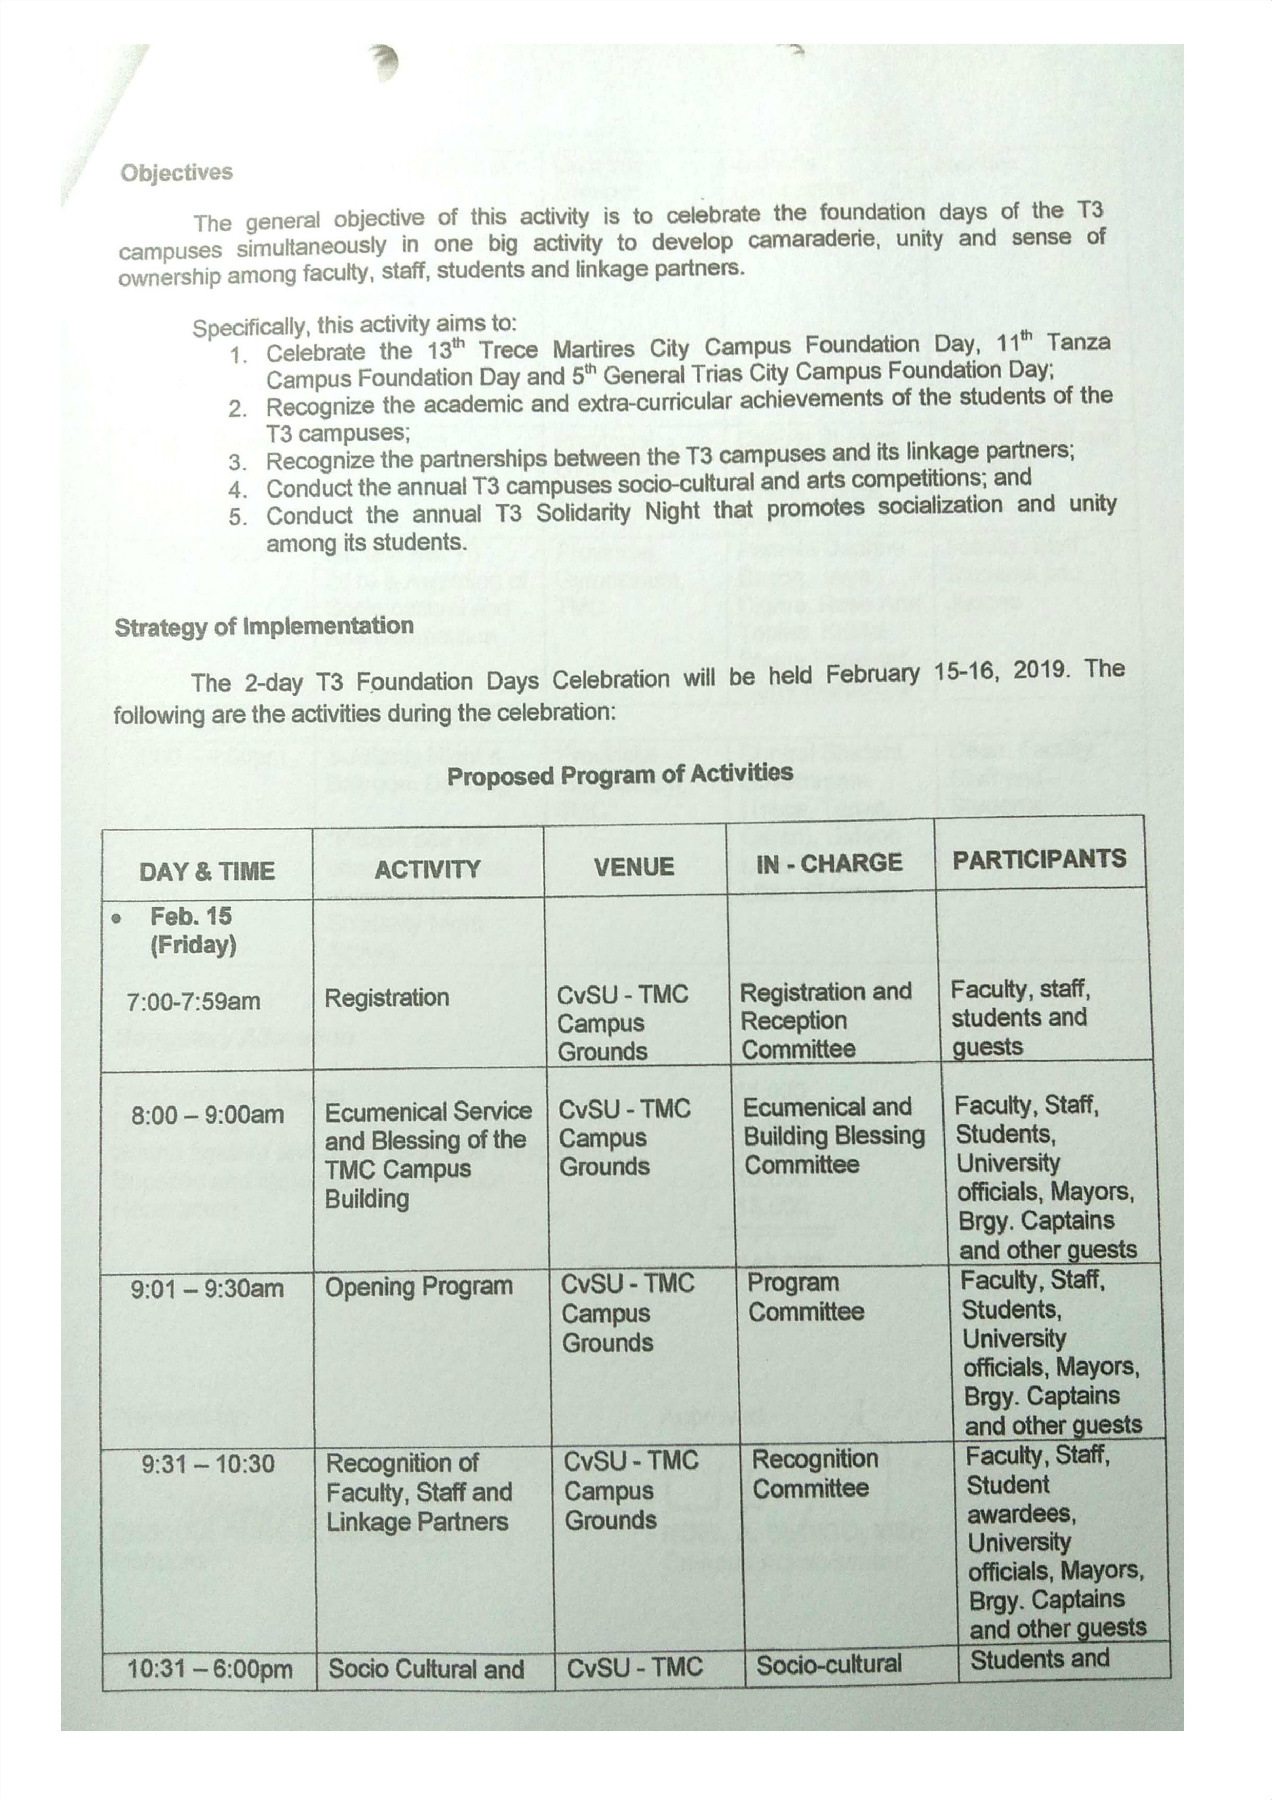 Objectives
The general objective of this activity is to celebrate the foundation days of the T3
campuses simultaneously in one big activity to develop camaraderie, unity and sense of
ownership among faculty, staff, students and linkage partners.
Specifically, this activity aims to:
1. Celebrate the 13th Trece Martires City Campus Foundation Day, 11th Tanza
Campus Foundation Day and 5th General Trias City Campus Foundation Day;
2. Recognize the academic and extra-curricular achievements of the students of the
T3 campuses;
3. Recognize the partnerships between the T3 campuses and its linkage partners;
4. Conduct the annual T3 campuses socio-cultural and arts competitions; and
5. Conduct the annual T3 Solidarity Night that promotes socialization and unity
among its students.
Strategy of Implementation
The 2-day T3 Foundation Days Celebration will be held February 15-16, 2019. The
following are the activities during the celebration:
Proposed Program of Activities
DAY & TIME ACTIVITY VENUE IN - CHARGE PARTICIPANTS
• Feb. 15
(Friday)
7:00-7:59am Registration CvSU - TMC Registration and Faculty, staff,
Campus Reception students and
Grounds Committee guests
8:00 – 9:00am Ecumenical Service CvSU - TMC Ecumenical and Faculty, Staff,
and Blessing of the Campus Building Blessing Students,
TMC Campus Grounds Committee University
Building officials, Mayors,
Brgy. Captains
and other guests
9:01 – 9:30am Opening Program CvSU - TMC Program Faculty, Staff,
Campus Committee Students,
Grounds University
officials, Mayors,
Brgy. Captains
and other guests
9:31 – 10:30 Recognition of CvSU - TMC Recognition Faculty, Staff,
Faculty, Staff and Campus Committee Student
Linkage Partners Grounds awardees,
University
officials, Mayors,
Brgy. Captains
and other guests
10:31 – 6:00pm Socio Cultural and CvSU - TMC Socio-cultural Students and